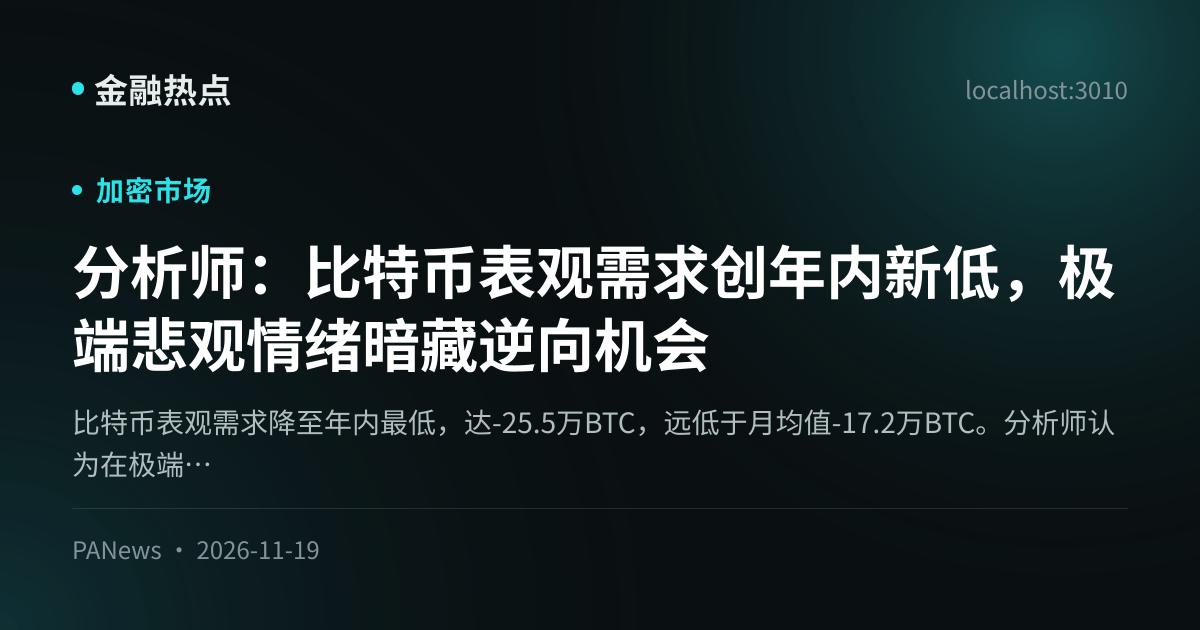 金融热点
localhost:3010
加密市场
分析师：比特币表观需求创年内新低，极
端悲观情绪暗藏逆向机会
比特币表观需求降至年内最低，达-25.5万BTC，远低于月均值-17.2万BTC。分析师认
为在极端…
PANews • 2026-11-19